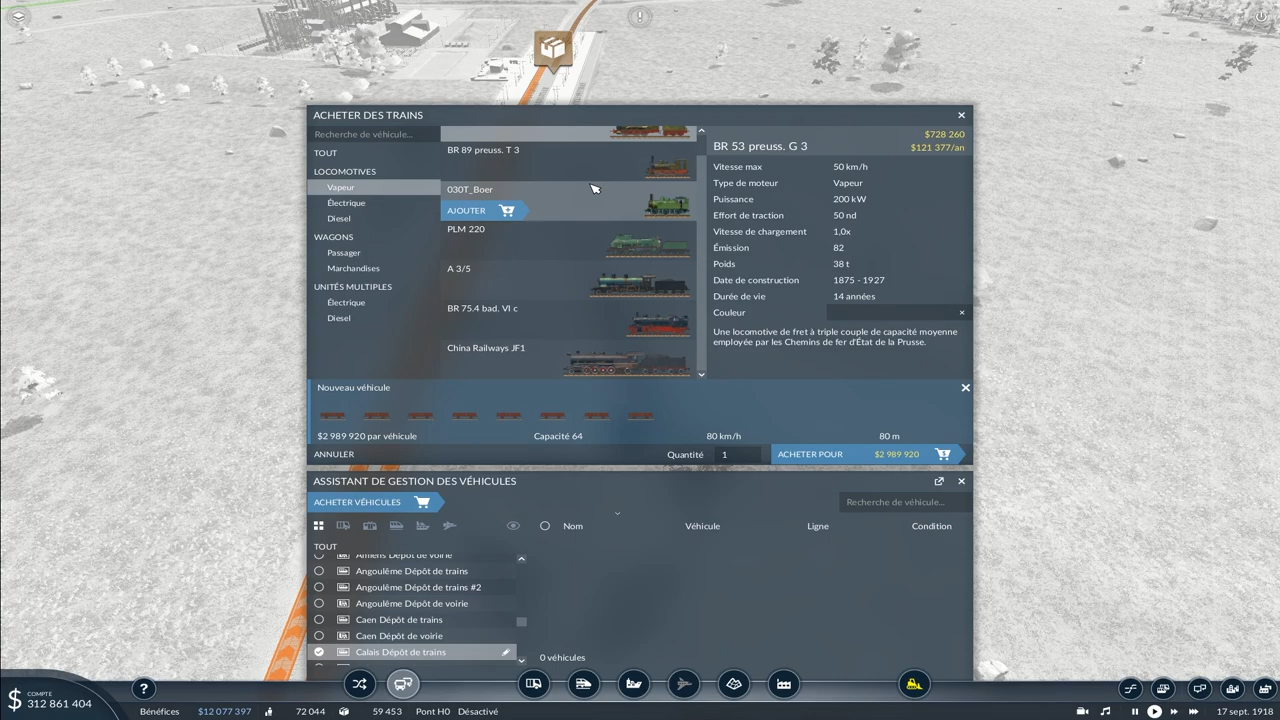 ACHETER DES TRAINS
Recherche de véhicule...
TOUT
LOCOMOTIVES
Vapeur
Électrique
Diesel
WAGONS
Passager
Marchandises
UNITÉS MULTIPLES
Électrique
Diesel
BR 89 preuss. T 3
030T_Boer
AJOUTER
PLM 220
A 3/5
BR 75.4 bad. VI c
China Railways JF1
$728 260
BR 53 preuss. G 3
$121 377/an
Vitesse max 50 km/h
Type de moteur Vapeur
Puissance 200 kW
Effort de traction 50 nd
Vitesse de chargement 1,0x
Émission 82
Poids 38 t
Date de construction 1875 - 1927
Durée de vie 14 années
Couleur
Une locomotive de fret à triple couple de capacité moyenne
employée par les Chemins de fer d'État de la Prusse.
Nouveau véhicule
$2 989 920 par véhicule Capacité 64 80 km/h 80 m
ANNULER Quantité 1 ACHETER POUR $2 989 920
ASSISTANT DE GESTION DES VÉHICULES
ACHETER VÉHICULES Recherche de véhicule...
Nom Véhicule Ligne Condition
TOUT
Amiens Dépôt de voirie
Angoulême Dépôt de trains
Angoulême Dépôt de trains #2
Angoulême Dépôt de voirie
Caen Dépôt de trains
Caen Dépôt de voirie
Calais Dépôt de trains
0 véhicules
$ COMPTE
312 861 404
?
Bénéfices $12 077 397 72 044 59 453 Pont H0 Désactivé 17 sept. 1918